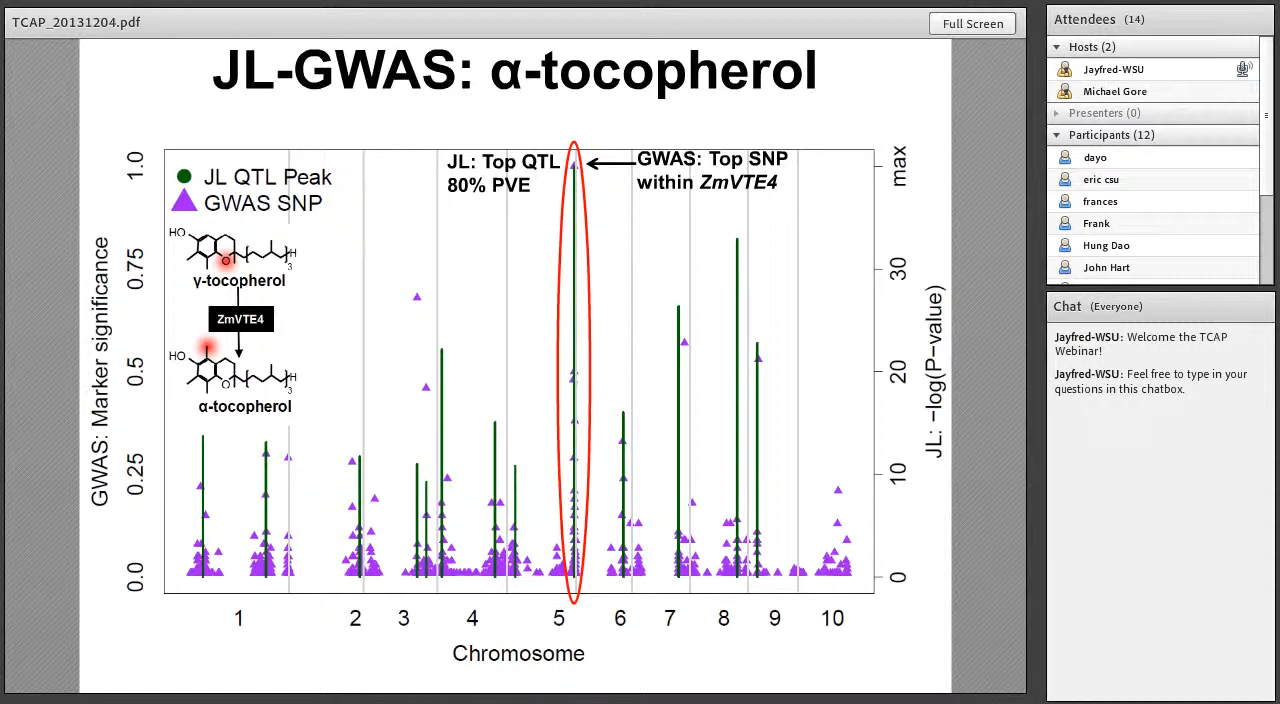 TCAP_20131204.pdf
Full Screen
JL-GWAS: α-tocopherol
JL QTL Peak
GWAS SNP
JL: Top QTL
80% PVE
GWAS: Top SNP
within ZmVTE4
HO
O
H
3
γ-tocopherol
ZmVTE4
HO
O
H
3
α-tocopherol
GWAS: Marker significance
1.0
0.75
0.5
0.25
0.0
max
30
20
10
0
JL: −log(P−value)
1 2 3 4 5 6 7 8 9 10
Chromosome
Attendees (14)
Hosts (2)
Jayfred-WSU
Michael Gore
Presenters (0)
Participants (12)
dayo
eric csu
frances
Frank
Hung Dao
John Hart
Chat (Everyone)
Jayfred-WSU: Welcome the TCAP
Webinar!
Jayfred-WSU: Feel free to type in your
questions in this chatbox.